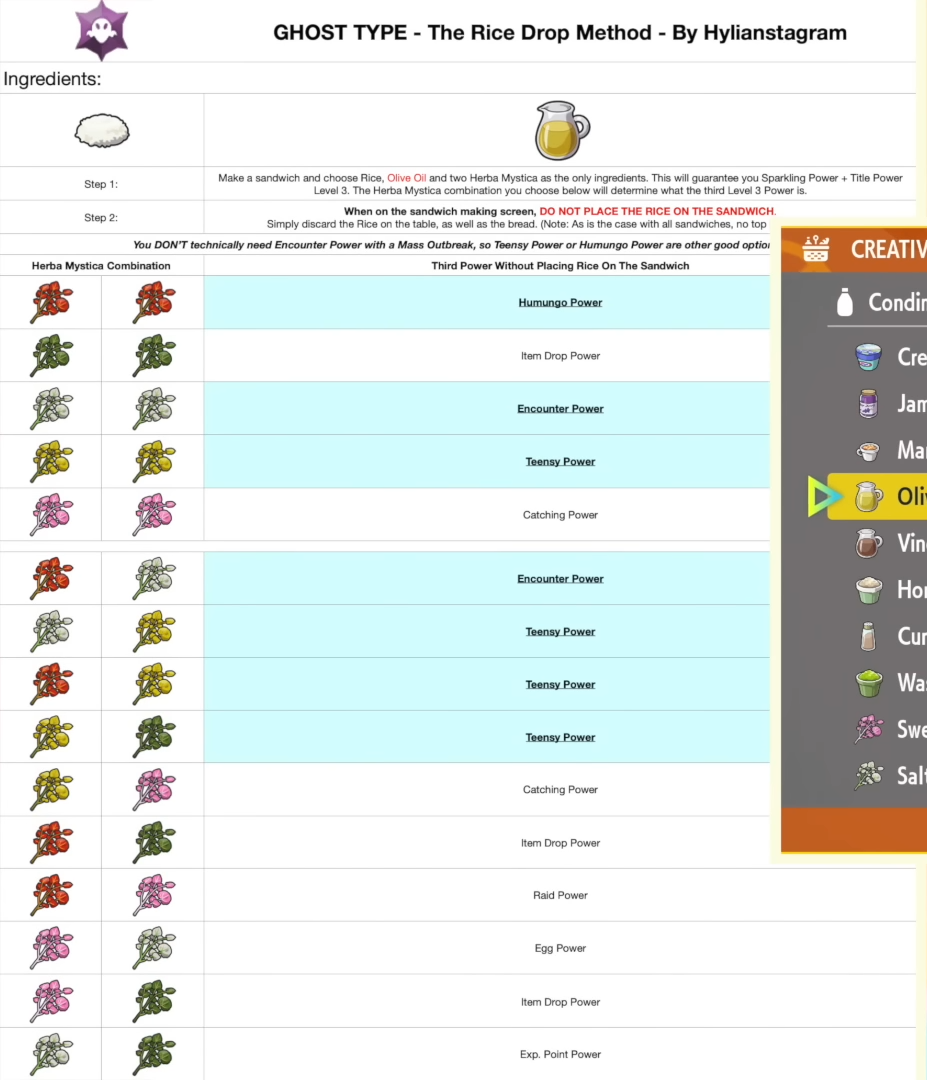 GHOST TYPE - The Rice Drop Method - By Hylianstagram
Ingredients:
Step 1:
Make a sandwich and choose Rice, Olive Oil and two Herba Mystica as the only ingredients. This will guarantee you Sparkling Power + Title Power
Level 3. The Herba Mystica combination you choose below will determine what the third Level 3 Power is.
Step 2:
When on the sandwich making screen, DO NOT PLACE THE RICE ON THE SANDWICH.
Simply discard the Rice on the table, as well as the bread. (Note: As is the case with all sandwiches, no top
You DON'T technically need Encounter Power with a Mass Outbreak, so Teensy Power or Humungo Power are other good option
Herba Mystica Combination
Third Power Without Placing Rice On The Sandwich
Humungo Power
Item Drop Power
Encounter Power
Teensy Power
Catching Power
Encounter Power
Teensy Power
Teensy Power
Teensy Power
Catching Power
Item Drop Power
Raid Power
Egg Power
Item Drop Power
Exp. Point Power
CREATIV
Condin
Cre
Jam
Mar
Oliv
Vin
Hor
Cur
Was
Swe
Salt